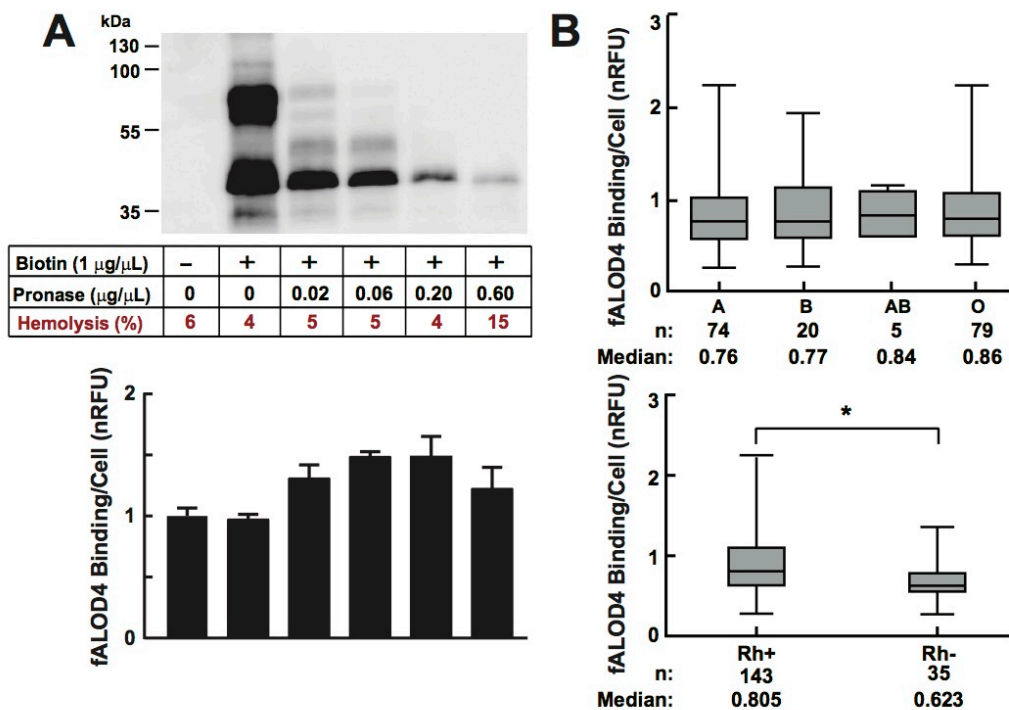 A
kDa
130
100
55
35
Biotin (1 μg/μL) – + + + + +
Pronase (μg/μL) 0 0 0.02 0.06 0.20 0.60
Hemolysis (%) 6 4 5 5 4 15
fALOD4 Binding/Cell (nRFU)
2
1
0
B
fALOD4 Binding/Cell (nRFU)
3
2
1
0
A B AB O
n: 74 20 5 79
Median: 0.76 0.77 0.84 0.86
fALOD4 Binding/Cell (nRFU)
3
2
1
0
*
Rh+ Rh-
n: 143 35
Median: 0.805 0.623